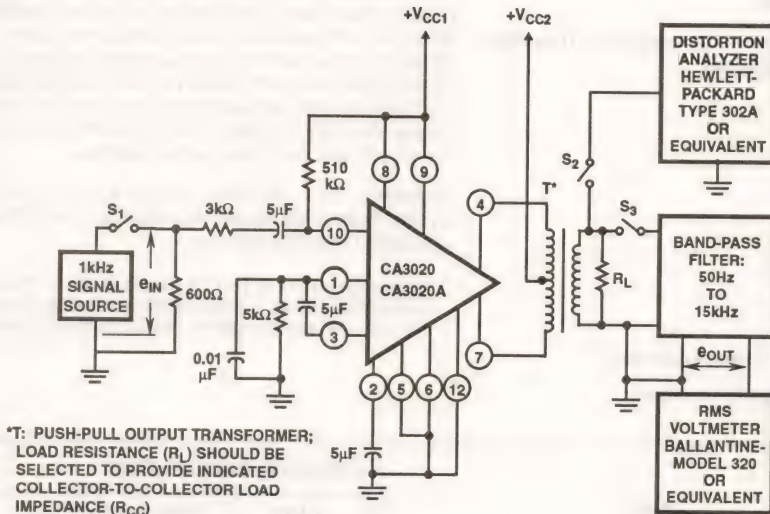 +VCC1
+VCC2
DISTORTION
ANALYZER
HEWLETT-
PACKARD
TYPE 302A
OR
EQUIVALENT
510
kΩ
8
9
S2
T*
S1
3kΩ
5μF
10
4
S3
1kHz
SIGNAL
SOURCE
eIN
600Ω
CA3020
CA3020A
RL
BAND-PASS
FILTER:
50Hz
TO
15kHz
1
5kΩ
5μF
3
7
0.01
μF
2
5
6
12
eOUT
5μF
RMS
VOLTMETER
BALLANTINE-
MODEL 320
OR
EQUIVALENT
*T: PUSH-PULL OUTPUT TRANSFORMER;
LOAD RESISTANCE (RL) SHOULD BE
SELECTED TO PROVIDE INDICATED
COLLECTOR-TO-COLLECTOR LOAD
IMPEDANCE (RCC)